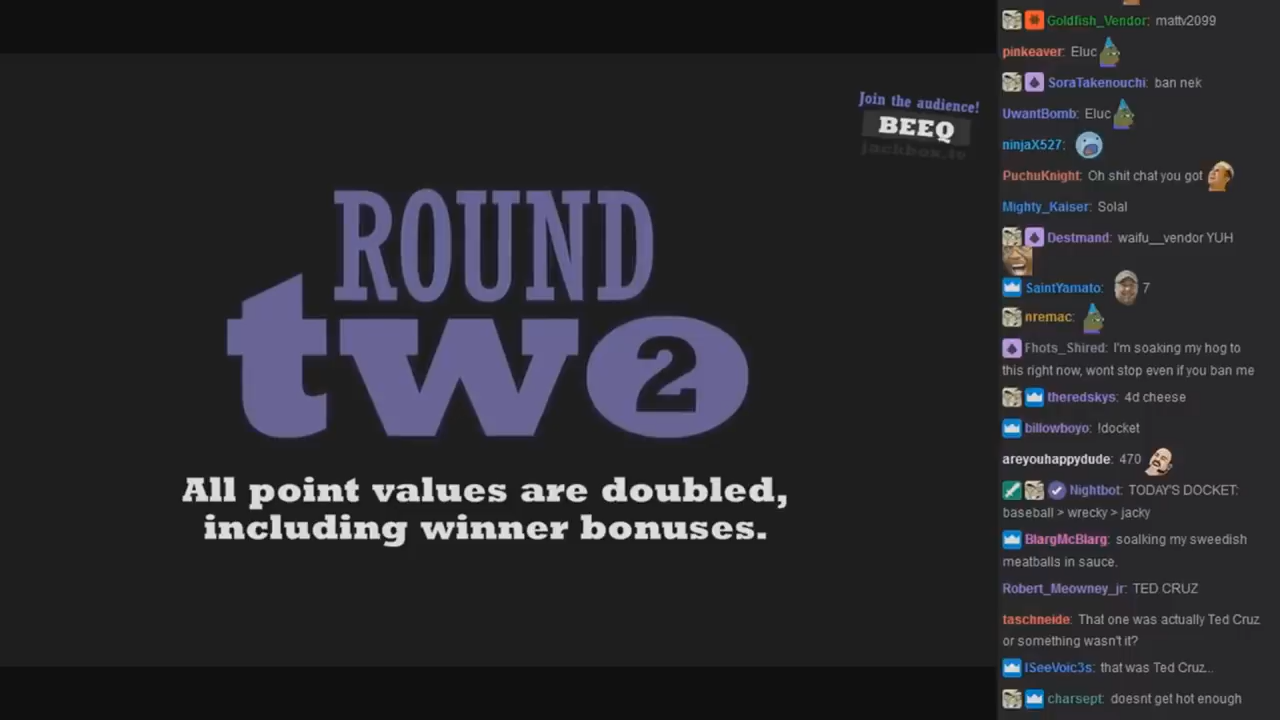 Join the audience!
BEEQ
jackbox.tv
ROUND
two
2
All point values are doubled,
including winner bonuses.
Goldfish_Vendor: mattv2099
pinkeaver: Eluc
SoraTakenouchi: ban nek
UwantBomb: Eluc
ninjaX527:
PuchuKnight: Oh shit chat you got
Mighty_Kaiser: Solal
Destmand: waifu__vendor YUH
SaintYamato: 7
nremac:
Fhots_Shired: I'm soaking my hog to
this right now, wont stop even if you ban me
theredskys: 4d cheese
billowboyo: !docket
areyouhappydude: 470
Nightbot: TODAY'S DOCKET:
baseball > wrecky > jacky
BlargMcBlarg: soalking my sweedish
meatballs in sauce.
Robert_Meowney_jr: TED CRUZ
taschneide: That one was actually Ted Cruz
or something wasn't it?
ISeeVoic3s: that was Ted Cruz...
charsept: doesnt get hot enough